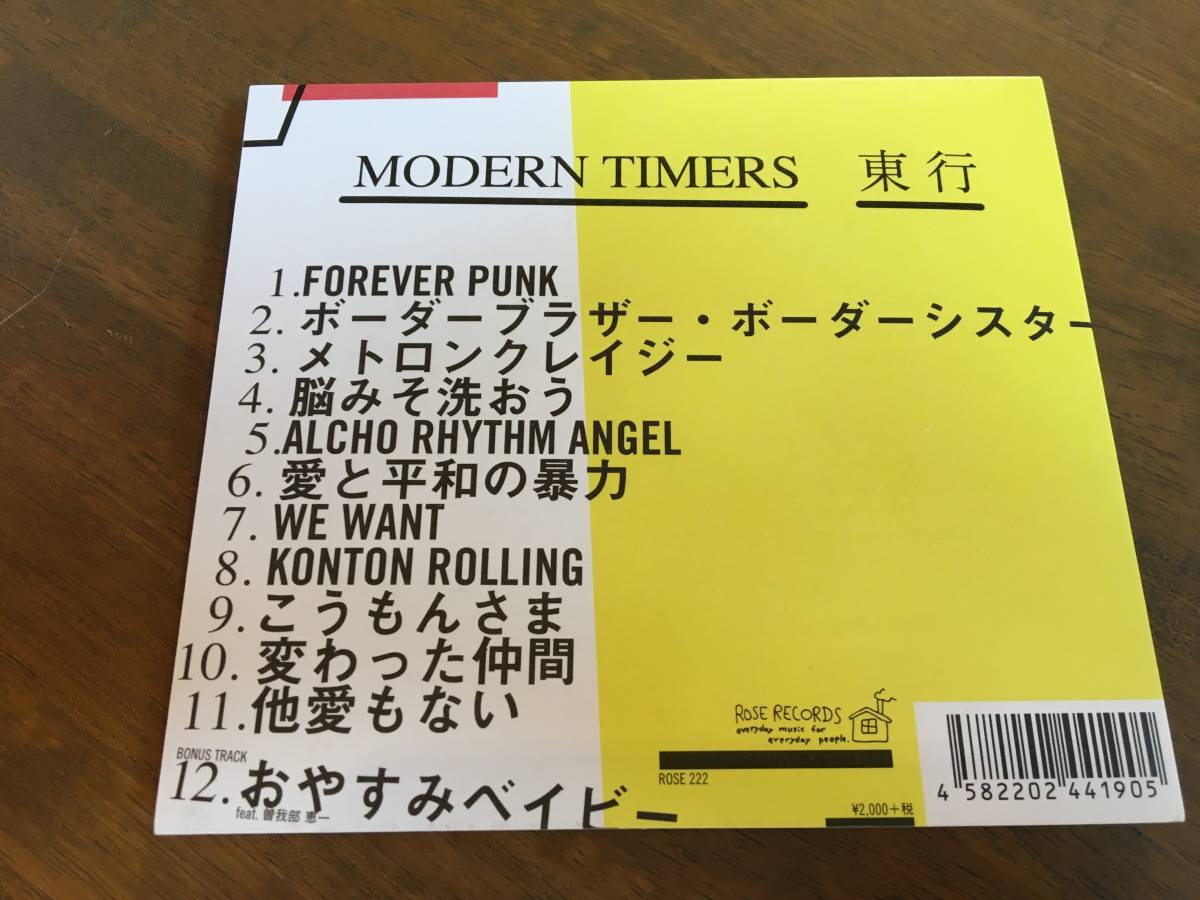 MODERN TIMERS 東行
1.FOREVER PUNK
2. ボーダーブラザー・ボーダーシスター
3. メトロンクレイジー
4. 脳みそ洗おう
5.ALCHO RHYTHM ANGEL
6. 愛と平和の暴力
7. WE WANT
8. KONTON ROLLING
9. こうもんさま
10. 変わった仲間
11. 他愛もない
BONUS TRACK
12. おやすみベイビー
feat. 曽我部 恵一
ROSE RECORDS
everyday music for
everyday people.
ROSE 222
¥2,000+税
4 582202 441905